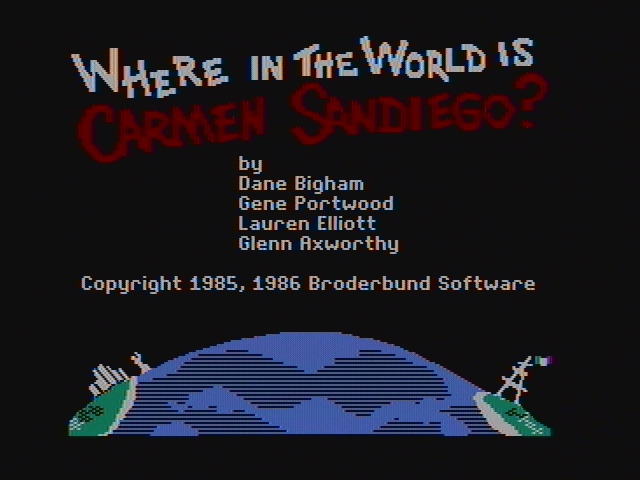 WHERE IN THE WORLD IS
CARMEN SANDIEGO?
by
Dane Bigham
Gene Portwood
Lauren Elliott
Glenn Axworthy
Copyright 1985, 1986 Broderbund Software